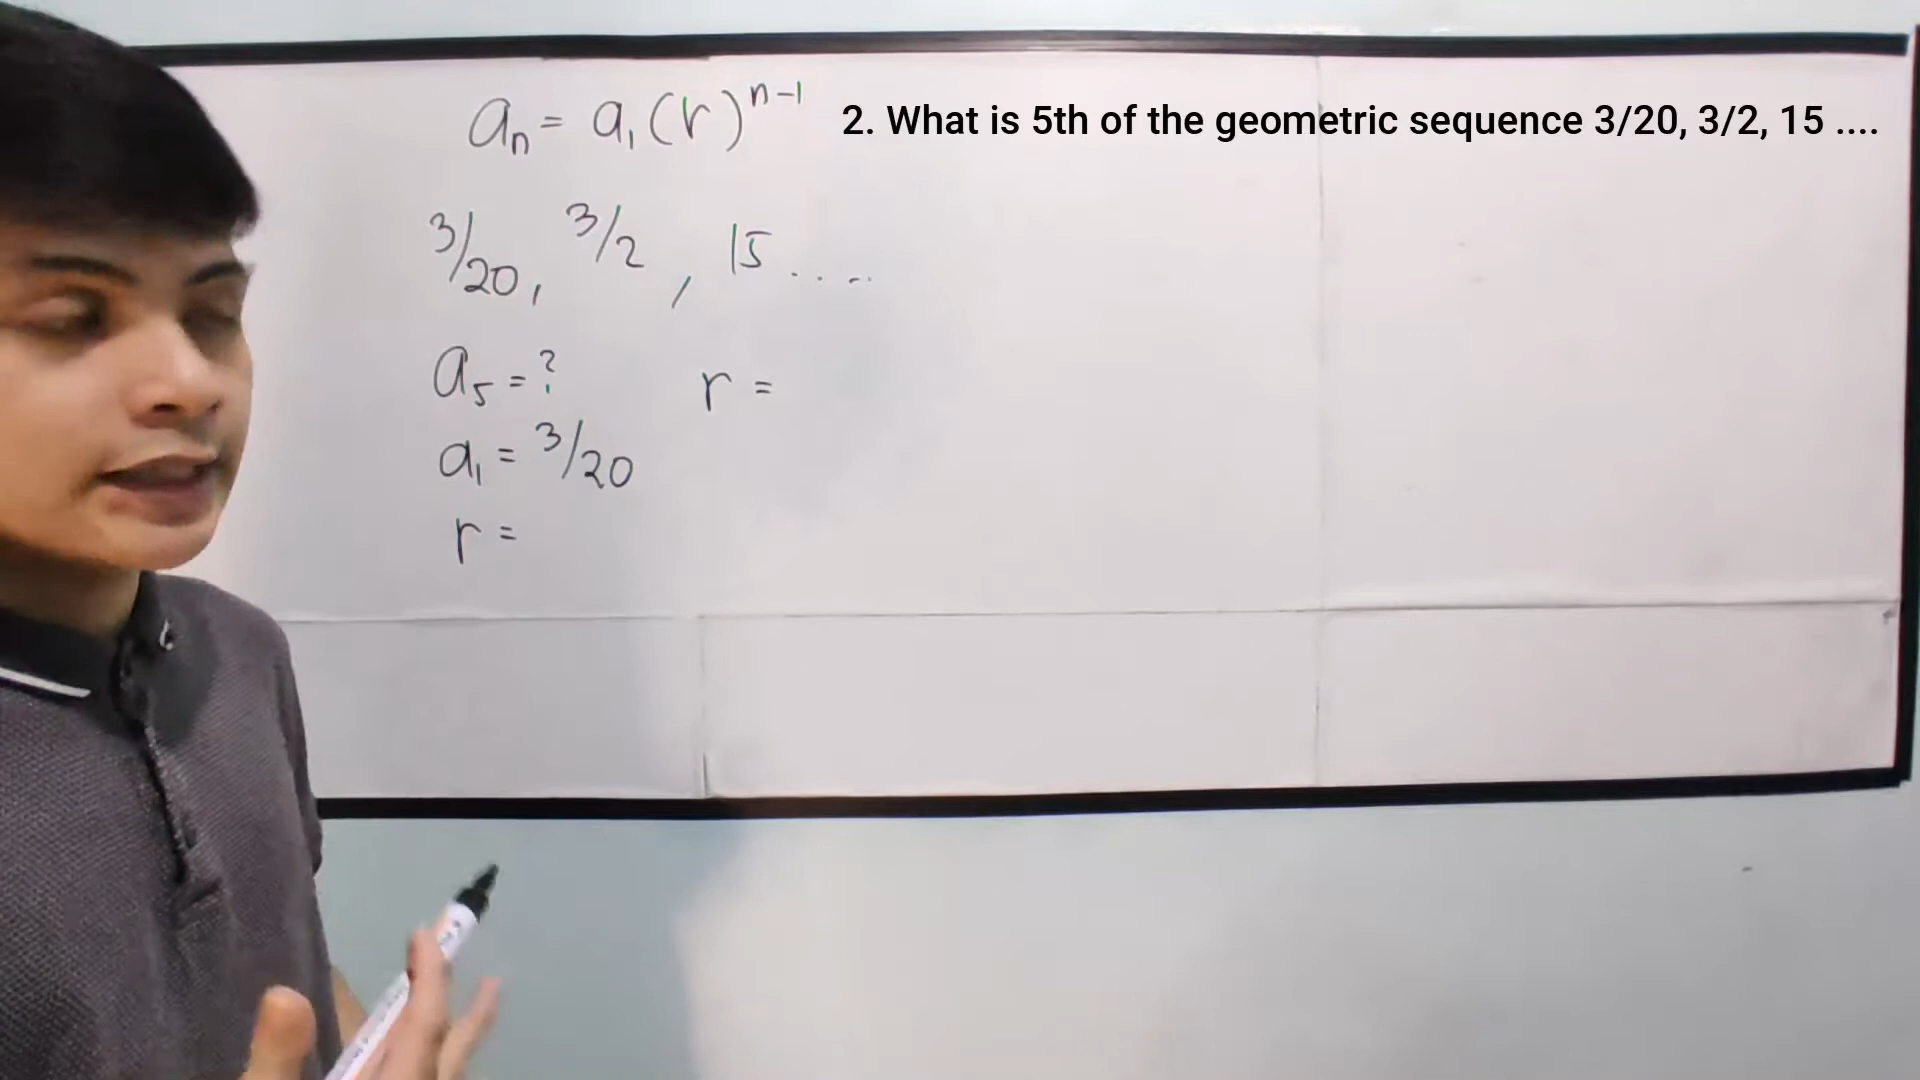 aₙ = a₁(r)ⁿ⁻¹
2. What is 5th of the geometric sequence 3/20, 3/2, 15 ....
3/20, 3/2, 15 ....
a₅ = ?
r =
a₁ = 3/20
r =